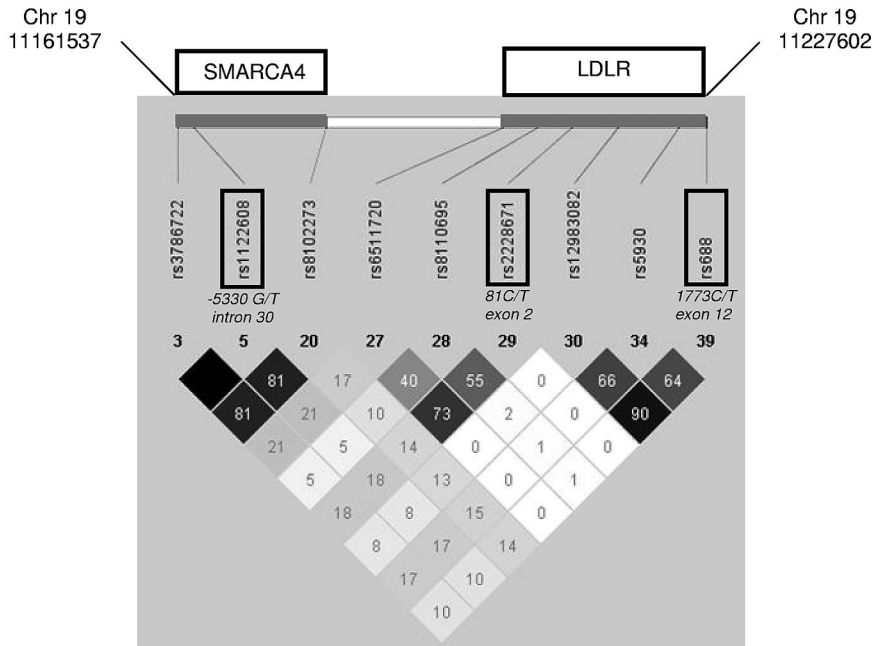 Chr 19
11161537
Chr 19
11227602
SMARCA4
LDLR
rs3786722
rs1122608
rs8102273
rs6511720
rs8110695
rs2228671
rs12983082
rs5930
rs688
-5330 G/T
intron 30
81C/T
exon 2
1773C/T
exon 12
3 5 20 27 28 29 30 34 39
81 17 40 55 0 66 64
81 21 10 73 2 0 90
21 5 14 0 1 0
5 18 13 0 1
18 8 15 0
8 17 14
17 10
10